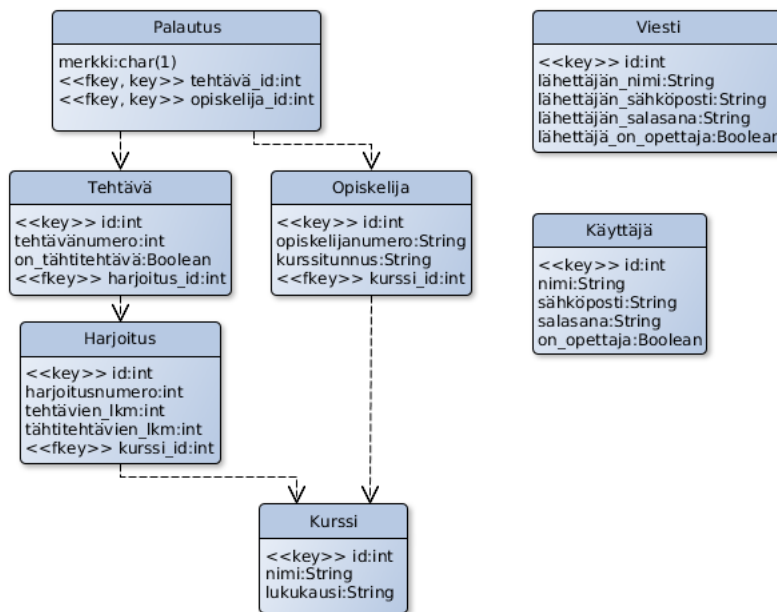 Palautus
merkki:char(1)
<<fkey, key>> tehtävä_id:int
<<fkey, key>> opiskelija_id:int
Viesti
<<key>> id:int
lähettäjän_nimi:String
lähettäjän_sähköposti:String
lähettäjän_salasana:String
lähettäjä_on_opettaja:Boolean
Tehtävä
<<key>> id:int
tehtävänumero:int
on_tähtitehtävä:Boolean
<<fkey>> harjoitus_id:int
Opiskelija
<<key>> id:int
opiskelijanumero:String
kurssitunnus:String
<<fkey>> kurssi_id:int
Käyttäjä
<<key>> id:int
nimi:String
sähköposti:String
salasana:String
on_opettaja:Boolean
Harjoitus
<<key>> id:int
harjoitusnumero:int
tehtävien_lkm:int
tähtitehtävien_lkm:int
<<fkey>> kurssi_id:int
Kurssi
<<key>> id:int
nimi:String
lukukausi:String